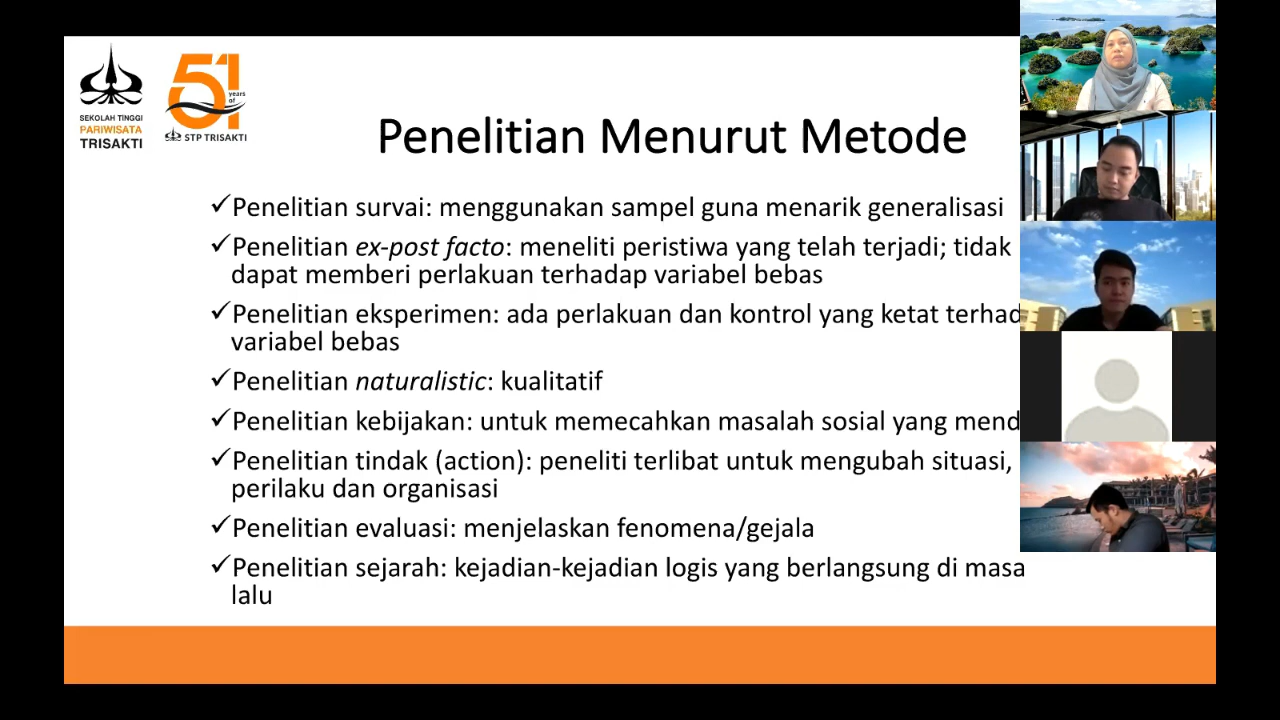 SEKOLAH TINGGI
PARIWISATA
TRISAKTI
51
years
of
STP TRISAKTI
Penelitian Menurut Metode
✓Penelitian survai: menggunakan sampel guna menarik generalisasi
✓Penelitian ex-post facto: meneliti peristiwa yang telah terjadi; tidak
dapat memberi perlakuan terhadap variabel bebas
✓Penelitian eksperimen: ada perlakuan dan kontrol yang ketat
variabel bebas
✓Penelitian naturalistic: kualitatif
✓Penelitian kebijakan: untuk memecahkan masalah sosial yang
✓Penelitian tindak (action): peneliti terlibat untuk mengubah situasi,
perilaku dan organisasi
✓Penelitian evaluasi: menjelaskan fenomena/gejala
✓Penelitian sejarah: kejadian-kejadian logis yang berlangsung di masa
lalu